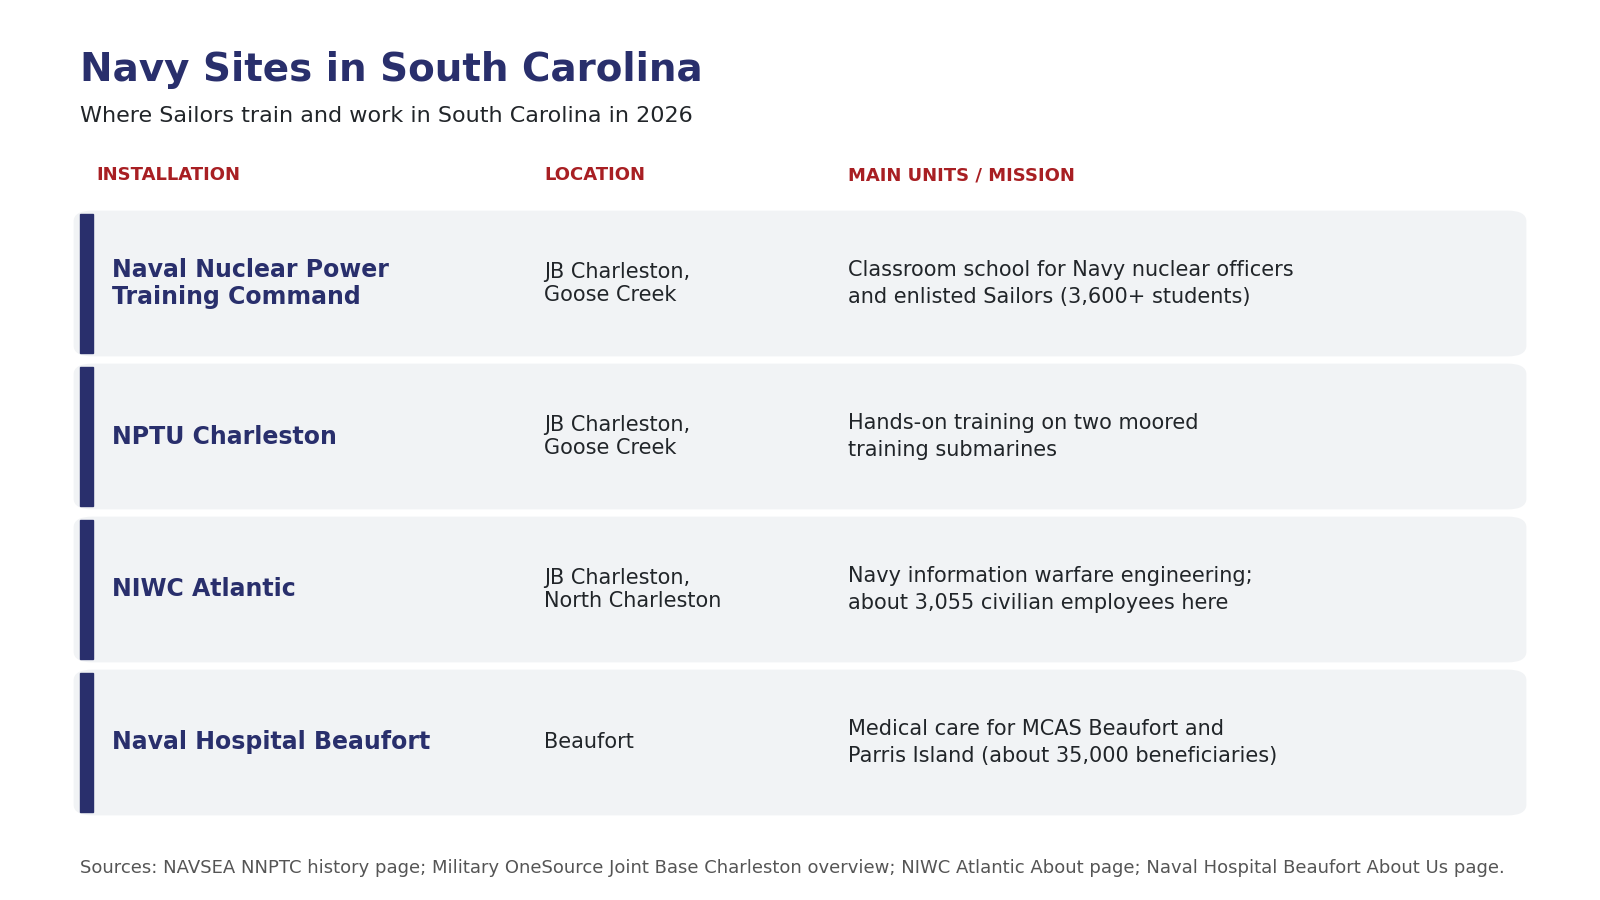 Navy Sites in South Carolina
Where Sailors train and work in South Carolina in 2026
INSTALLATION
LOCATION
MAIN UNITS / MISSION
Naval Nuclear Power
Training Command
JB Charleston,
Goose Creek
Classroom school for Navy nuclear officers
and enlisted Sailors (3,600+ students)
NPTU Charleston
JB Charleston,
Goose Creek
Hands-on training on two moored
training submarines
NIWC Atlantic
JB Charleston,
North Charleston
Navy information warfare engineering;
about 3,055 civilian employees here
Naval Hospital Beaufort
Beaufort
Medical care for MCAS Beaufort and
Parris Island (about 35,000 beneficiaries)
Sources: NAVSEA NNPTC history page; Military OneSource Joint Base Charleston overview; NIWC Atlantic About page; Naval Hospital Beaufort About Us page.